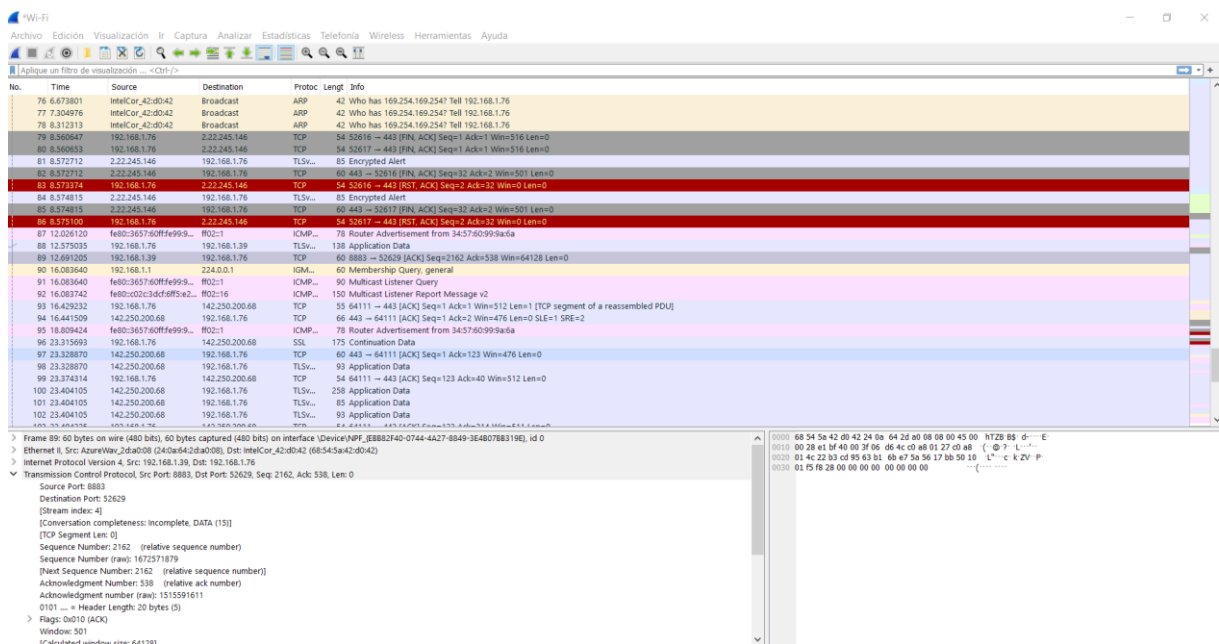 *Wi-Fi
Archivo Edición Visualización Ir Captura Analizar Estadísticas Telefonía Wireless Herramientas Ayuda
Aplique un filtro de visualización ... <Ctrl-/>
No. Time Source Destination Protoc Lengt Info
76 6.673801 IntelCor_42:d0:42 Broadcast ARP 42 Who has 169.254.169.254? Tell 192.168.1.76
77 7.304976 IntelCor_42:d0:42 Broadcast ARP 42 Who has 169.254.169.254? Tell 192.168.1.76
78 8.312313 IntelCor_42:d0:42 Broadcast ARP 42 Who has 169.254.169.254? Tell 192.168.1.76
79 8.560647 192.168.1.76 2.22.245.146 TCP 54 52616 → 443 [FIN, ACK] Seq=1 Ack=1 Win=516 Len=0
80 8.560653 192.168.1.76 2.22.245.146 TCP 54 52617 → 443 [FIN, ACK] Seq=1 Ack=1 Win=516 Len=0
81 8.572712 2.22.245.146 192.168.1.76 TLSv... 85 Encrypted Alert
82 8.572712 2.22.245.146 192.168.1.76 TCP 60 443 → 52616 [FIN, ACK] Seq=32 Ack=2 Win=501 Len=0
83 8.573374 192.168.1.76 2.22.245.146 TCP 54 52616 → 443 [RST, ACK] Seq=2 Ack=32 Win=0 Len=0
84 8.574815 2.22.245.146 192.168.1.76 TLSv... 85 Encrypted Alert
85 8.574815 2.22.245.146 192.168.1.76 TCP 60 443 → 52617 [FIN, ACK] Seq=32 Ack=2 Win=501 Len=0
86 8.575100 192.168.1.76 2.22.245.146 TCP 54 52617 → 443 [RST, ACK] Seq=2 Ack=32 Win=0 Len=0
87 12.026120 fe80::3657:60ff:fe99:9... ff02::1 ICMP... 78 Router Advertisement from 34:57:60:99:9a:6a
88 12.575035 192.168.1.76 192.168.1.39 TLSv... 138 Application Data
89 12.691205 192.168.1.39 192.168.1.76 TCP 60 8883 → 52629 [ACK] Seq=2162 Ack=538 Win=64128 Len=0
90 16.083640 192.168.1.1 224.0.0.1 IGM... 60 Membership Query, general
91 16.083640 fe80::3657:60ff:fe99:9... ff02::1 ICMP... 90 Multicast Listener Query
92 16.083742 fe80::c02c:3dcf:6ff5:e2... ff02::16 ICMP... 150 Multicast Listener Report Message v2
93 16.429232 192.168.1.76 142.250.200.68 TCP 55 64111 → 443 [ACK] Seq=1 Ack=1 Win=512 Len=1 [TCP segment of a reassembled PDU]
94 16.441509 142.250.200.68 192.168.1.76 TCP 66 443 → 64111 [ACK] Seq=1 Ack=2 Win=476 Len=0 SLE=1 SRE=2
95 18.809424 fe80::3657:60ff:fe99:9... ff02::1 ICMP... 78 Router Advertisement from 34:57:60:99:9a:6a
96 23.315693 192.168.1.76 142.250.200.68 SSL 175 Continuation Data
97 23.328870 142.250.200.68 192.168.1.76 TCP 60 443 → 64111 [ACK] Seq=1 Ack=123 Win=476 Len=0
98 23.328870 142.250.200.68 192.168.1.76 TLSv... 93 Application Data
99 23.374314 192.168.1.76 142.250.200.68 TCP 54 64111 → 443 [ACK] Seq=123 Ack=40 Win=512 Len=0
100 23.404105 142.250.200.68 192.168.1.76 TLSv... 258 Application Data
101 23.404105 142.250.200.68 192.168.1.76 TLSv... 85 Application Data
102 23.404105 142.250.200.68 192.168.1.76 TLSv... 93 Application Data
Frame 89: 60 bytes on wire (480 bits), 60 bytes captured (480 bits) on interface \Device\NPF_{EBB82F40-0744-4A27-8849-3E4B07B8319E}, id 0
Ethernet II, Src: AzureWav_2d:a0:08 (24:0a:64:2d:a0:08), Dst: IntelCor_42:d0:42 (68:54:5a:42:d0:42)
Internet Protocol Version 4, Src: 192.168.1.39, Dst: 192.168.1.76
Transmission Control Protocol, Src Port: 8883, Dst Port: 52629, Seq: 2162, Ack: 538, Len: 0
Source Port: 8883
Destination Port: 52629
[Stream index: 4]
[Conversation completeness: Incomplete, DATA (15)]
[TCP Segment Len: 0]
Sequence Number: 2162 (relative sequence number)
Sequence Number (raw): 1672571879
[Next Sequence Number: 2162 (relative sequence number)]
Acknowledgment Number: 538 (relative ack number)
Acknowledgment number (raw): 1515591611
0101 .... = Header Length: 20 bytes (5)
Flags: 0x010 (ACK)
Window: 501
[Calculated window size: 64128]
0000 68 54 5a 42 d0 42 24 0a 64 2d a0 08 08 00 45 00 hTZB·B$· d-····E·
0010 00 28 e1 bf 40 00 3f 06 d6 4c c0 a8 01 27 c0 a8 ·(··@·?· ·L···'··
0020 01 4c 22 b3 cd 95 63 b1 6b e7 5a 56 17 bb 50 10 ·L"···c· k·ZV··P·
0030 01 f5 f8 28 00 00 00 00 00 00 00 00 ···(···· ····